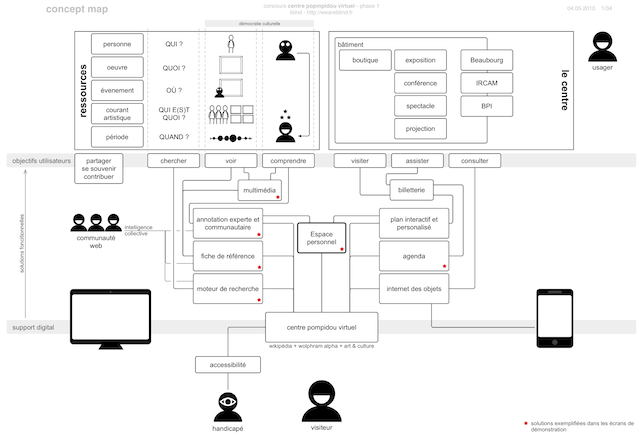 concept map
concours centre popmpidou virtuel - phase 1
blind - http://weareblind.fr
04.05.2010 1/34
démocratie culturelle
ressources
personne
QUI ?
oeuvre
QUOI ?
évenement
OÙ ?
courant
artistique
QUI E(S)T
QUOI ?
période
QUAND ?
bâtiment
boutique
exposition
Beaubourg
conférence
IRCAM
spectacle
BPI
projection
le centre
usager
objectifs utilisateurs
partager
se souvenir
contribuer
chercher
voir
comprendre
visiter
assister
consulter
multimédia
billetterie
solutions fonctionnelles
communauté
web
intelligence
collective
annotation experte et
communautaire
Espace
personnel
plan interactif et
personalisé
fiche de référence
agenda
moteur de recherche
internet des objets
support digital
centre pompidou virtuel
wikipédia + wolphram alpha + art & culture
accessibilité
handicapé
visiteur
solutions exemplifiées dans les écrans de
démonstration